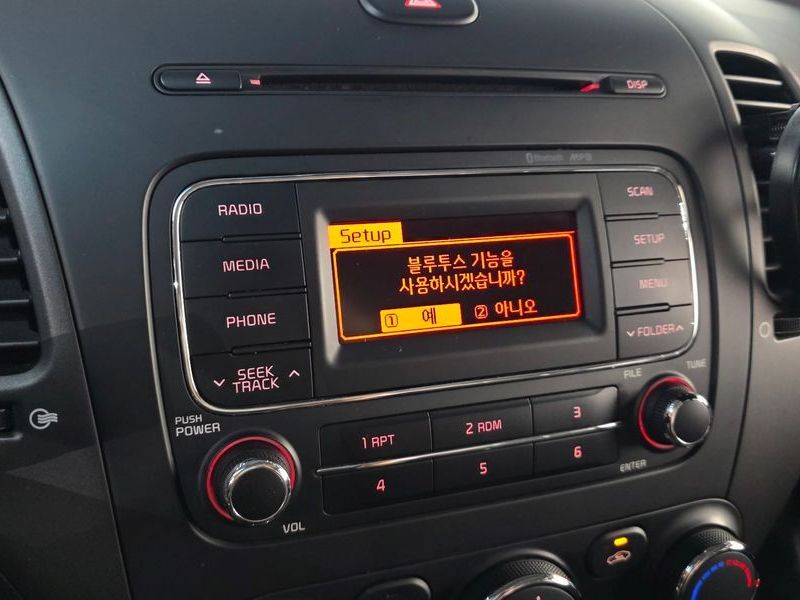 DISP
Bluetooth MP3
RADIO
MEDIA
PHONE
SEEK
TRACK
Setup
블루투스 기능을
사용하시겠습니까?
① 예 ② 아니오
SCAN
SETUP
MENU
FOLDER
PUSH
POWER
VOL
1 RPT
2 RDM
3
4
5
6
FILE
TUNE
ENTER